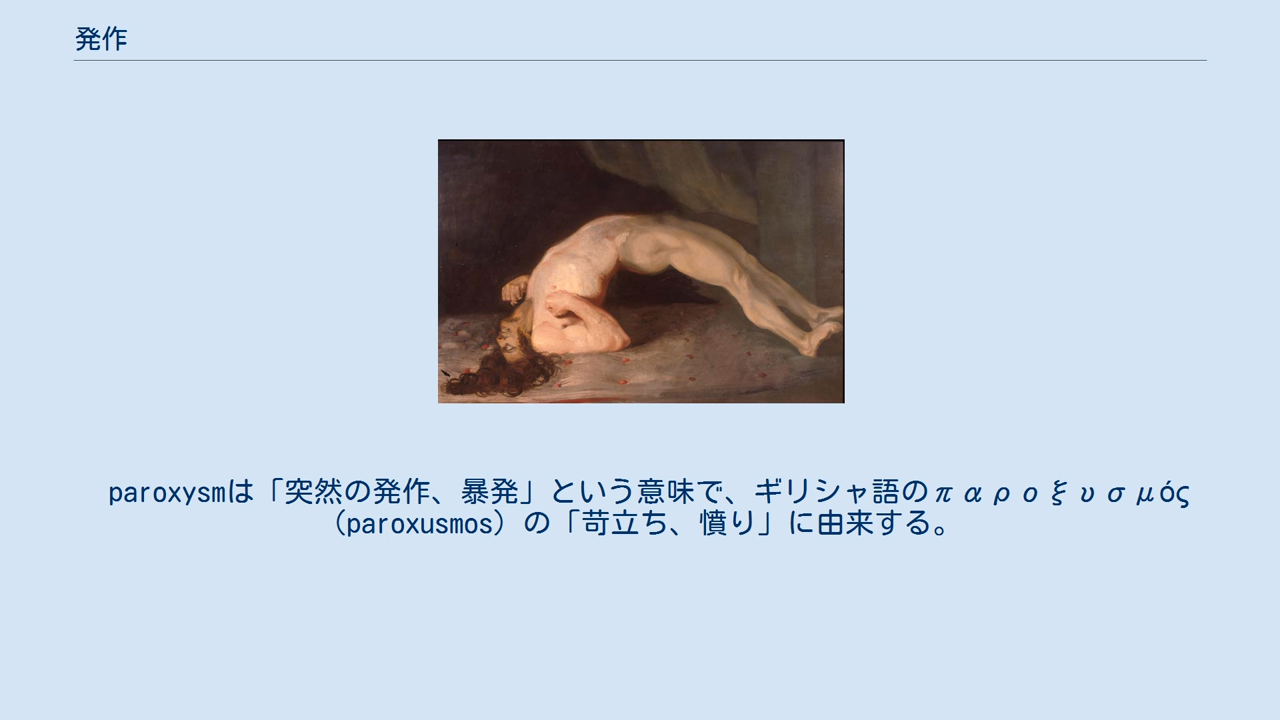 発作
paroxysmは「突然の発作、暴発」という意味で、ギリシャ語のπαροξυσμός
（paroxusmos）の「苛立ち、憤り」に由来する。